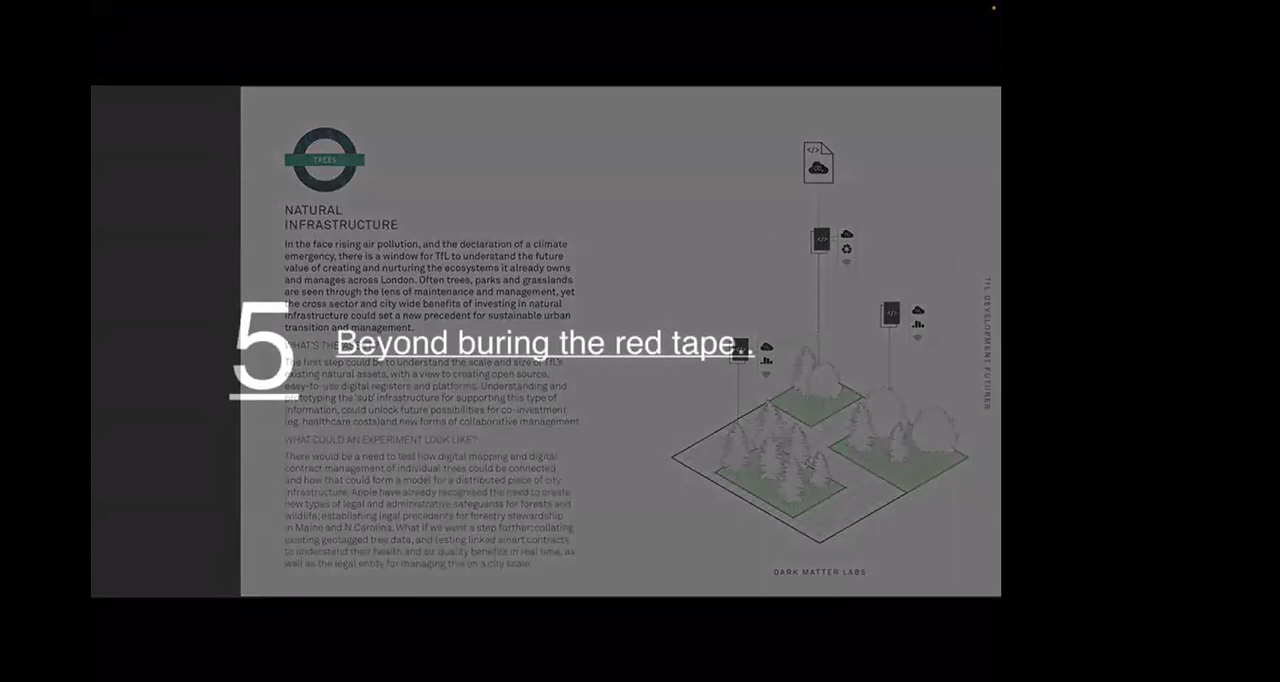 TREES
NATURAL
INFRASTRUCTURE
In the face rising air pollution, and the declaration of a climate
emergency, there is a window for TfL to understand the future
value of creating and nurturing the ecosystems it already owns
and manages across London. Often trees, parks and grasslands
are seen through the lens of maintenance and management, yet
the cross sector and city wide benefits of investing in natural
infrastructure could set a new precedent for sustainable urban
transition and management.
5 Beyond buring the red tape...
WHAT'S THE
The first step could be to understand the scale and size of TfL's
existing natural assets, with a view to creating open source,
easy-to-use digital registers and platforms. Understanding and
prototyping the 'sub' infrastructure for supporting this type of
information, could unlock future possibilities for co-investment
(eg. healthcare costs)and new forms of collaborative management
WHAT COULD AN EXPERIMENT LOOK LIKE?
There would be a need to test how digital mapping and digital
contract management of individual trees could be connected
and how that could form a model for a distributed piece of city
infrastructure. Apple have already recognised the need to create
new types of legal and administrative safeguards for forests and
wildlife; establishing legal precedents for forestry stewardship
in Maine and N Carolina. What if we went a step further; collating
existing geotagged tree data, and testing linked smart contracts
to understand their health and air quality benefits in real time, as
well as the legal entity for managing this on a city scale.
TfL DEVELOPMENT FUTURES
DARK MATTER LABS